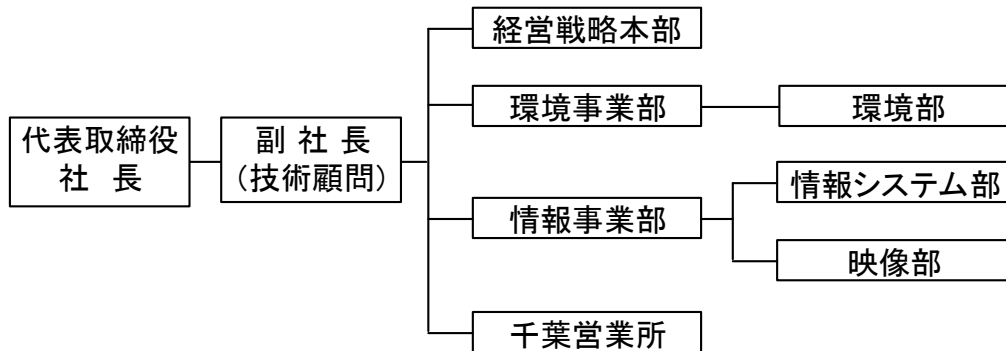 代表取締役
社 長
副 社 長
(技術顧問)
経営戦略本部
環境事業部
環境部
情報事業部
情報システム部
映像部
千葉営業所